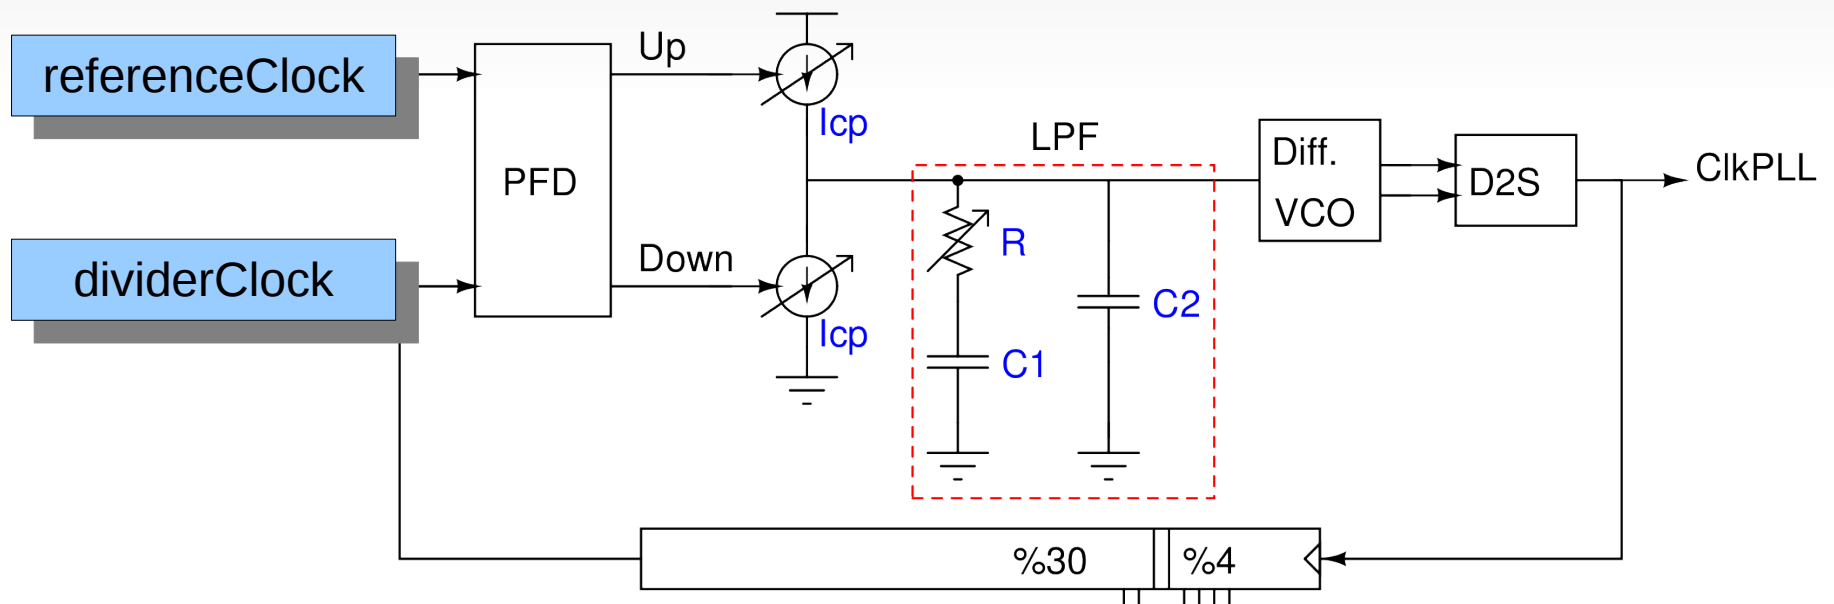 referenceClock
Up
Icp
PFD
LPF
Diff.
VCO
D2S
ClkPLL
dividerClock
Down
Icp
R
C1
C2
%30
%4